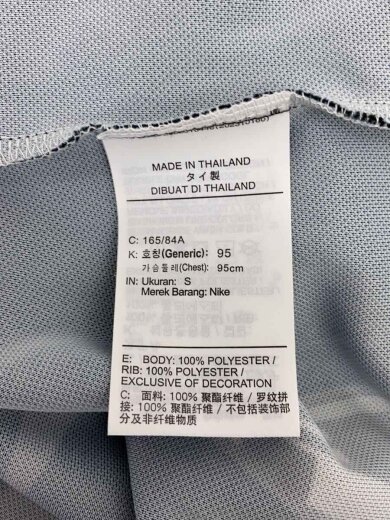 MADE IN THAILAND
タイ製
DIBUAT DI THAILAND
C: 165/84A
K: 호칭(Generic): 95
가슴둘레(Chest): 95cm
IN: Ukuran: S
Merek Barang: Nike
E: BODY: 100% POLYESTER /
RIB: 100% POLYESTER /
EXCLUSIVE OF DECORATION
C: 面料: 100% 聚酯纤维 / 罗纹拼
接: 100% 聚酯纤维 / 不包括装饰部
分及非纤维物质